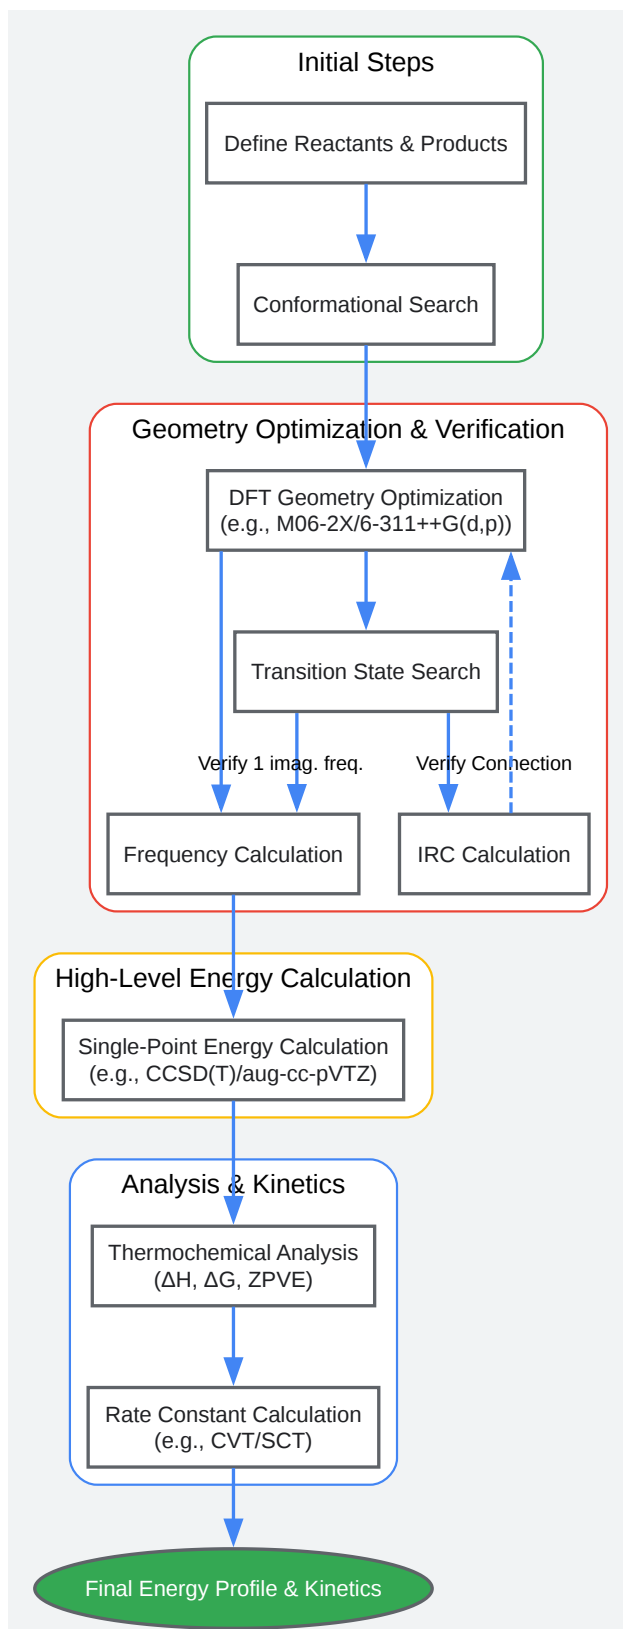 Initial Steps
Define Reactants & Products
Conformational Search
Geometry Optimization & Verification
DFT Geometry Optimization
(e.g., M06-2X/6-311++G(d,p))
Transition State Search
Verify 1 imag. freq.
Verify Connection
Frequency Calculation
IRC Calculation
High-Level Energy Calculation
Single-Point Energy Calculation
(e.g., CCSD(T)/aug-cc-pVTZ)
Analysis & Kinetics
Thermochemical Analysis
(ΔH, ΔG, ZPVE)
Rate Constant Calculation
(e.g., CVT/SCT)
Final Energy Profile & Kinetics